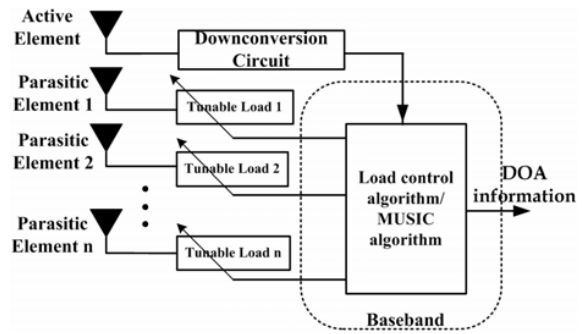 Active
Element
Downconversion
Circuit
Parasitic
Element 1
Tunable Load 1
Parasitic
Element 2
Tunable Load 2
Parasitic
Element n
Tunable Load n
Load control
algorithm/
MUSIC
algorithm
DOA
information
Baseband